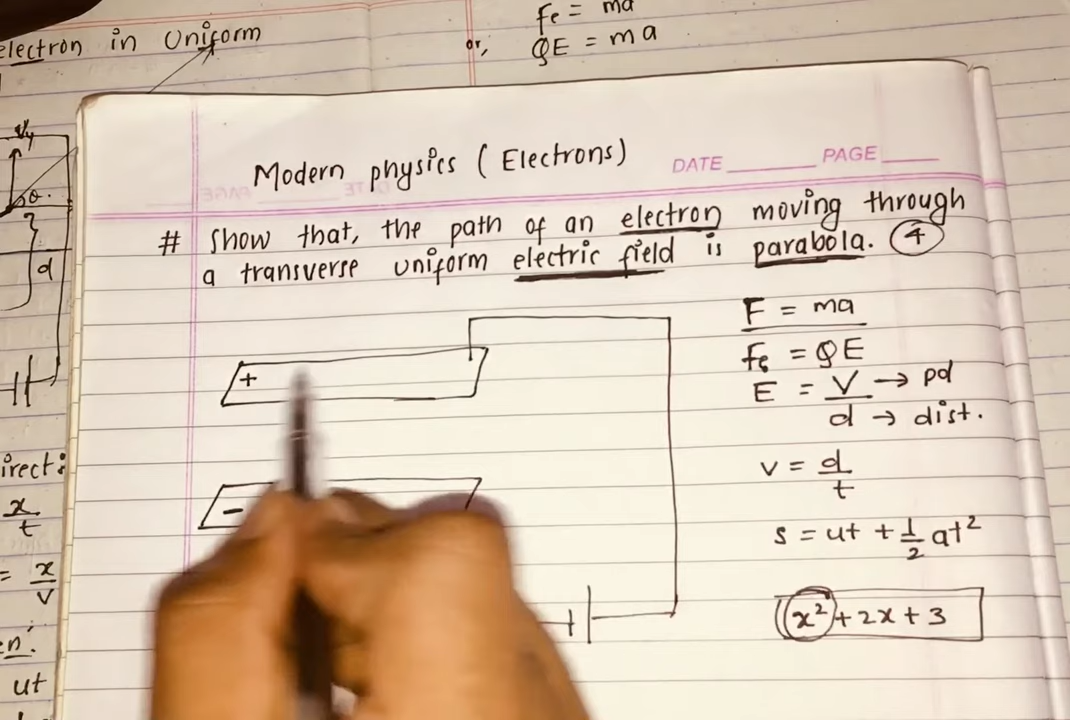 electron in Uniform
Fe = ma
or, QE = ma
Vy
θ
d
x
t
= x
V
ut
DATE
PAGE
Modern physics (Electrons)
# Show that, the path of an electron moving through
a transverse uniform electric field is parabola. 4
+
-
F = ma
fe = QE
E = V → pd
d → dist.
v = d
t
s = ut + 1/2 at²
x² + 2x + 3